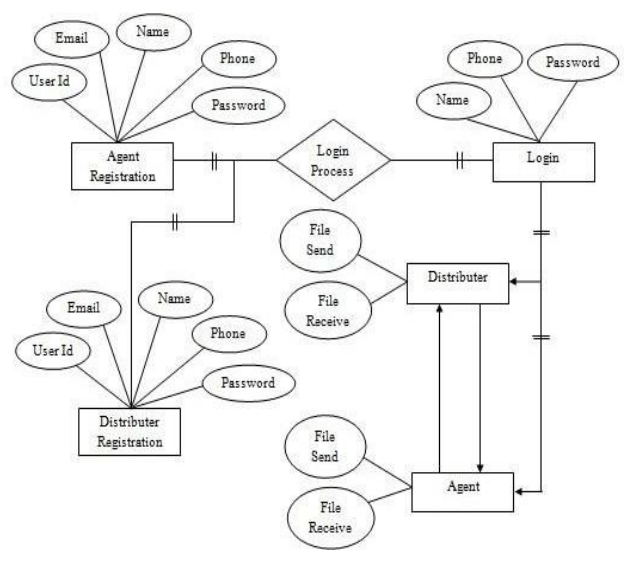 Email
Name
User Id
Phone
Password
Agent
Registration
Login
Process
Phone
Password
Name
Login
File
Send
File
Receive
Distributer
Email
Name
User Id
Phone
Password
Distributer
Registration
File
Send
File
Receive
Agent